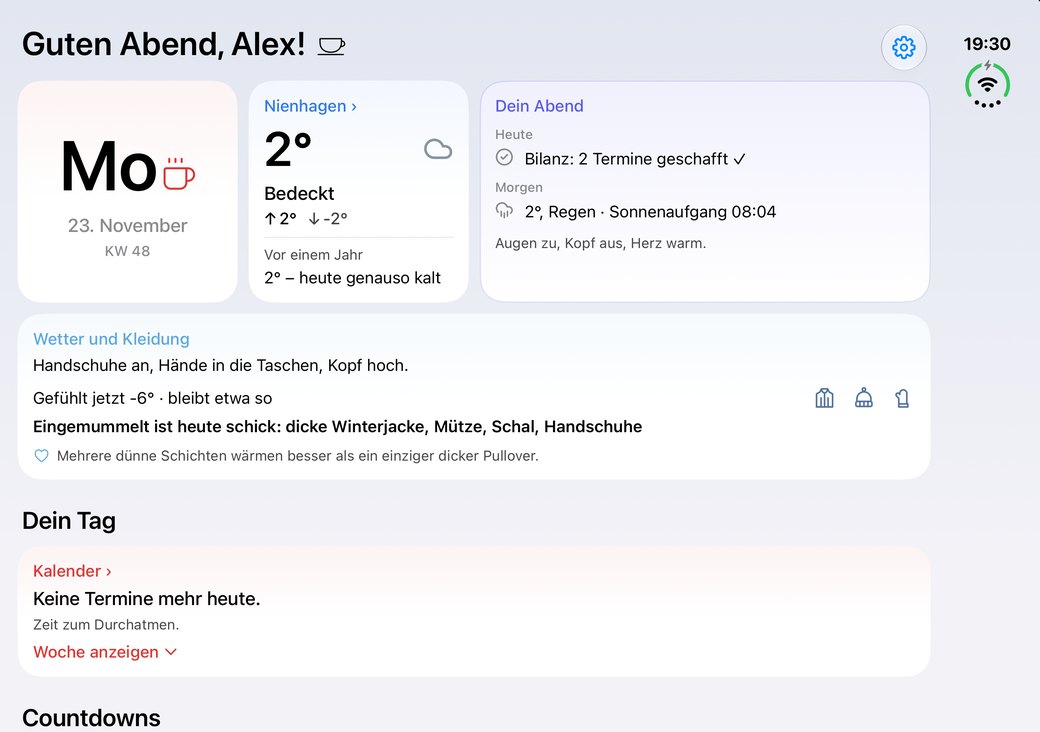 Guten Abend, Alex!
19:30
Mo
23. November
KW 48
Nienhagen ›
2°
Bedeckt
↑ 2° ↓ -2°
Vor einem Jahr
2° – heute genauso kalt
Dein Abend
Heute
Bilanz: 2 Termine geschafft ✓
Morgen
2°, Regen · Sonnenaufgang 08:04
Augen zu, Kopf aus, Herz warm.
Wetter und Kleidung
Handschuhe an, Hände in die Taschen, Kopf hoch.
Gefühlt jetzt -6° · bleibt etwa so
Eingemummelt ist heute schick: dicke Winterjacke, Mütze, Schal, Handschuhe
Mehrere dünne Schichten wärmen besser als ein einziger dicker Pullover.
Dein Tag
Kalender ›
Keine Termine mehr heute.
Zeit zum Durchatmen.
Woche anzeigen
Countdowns